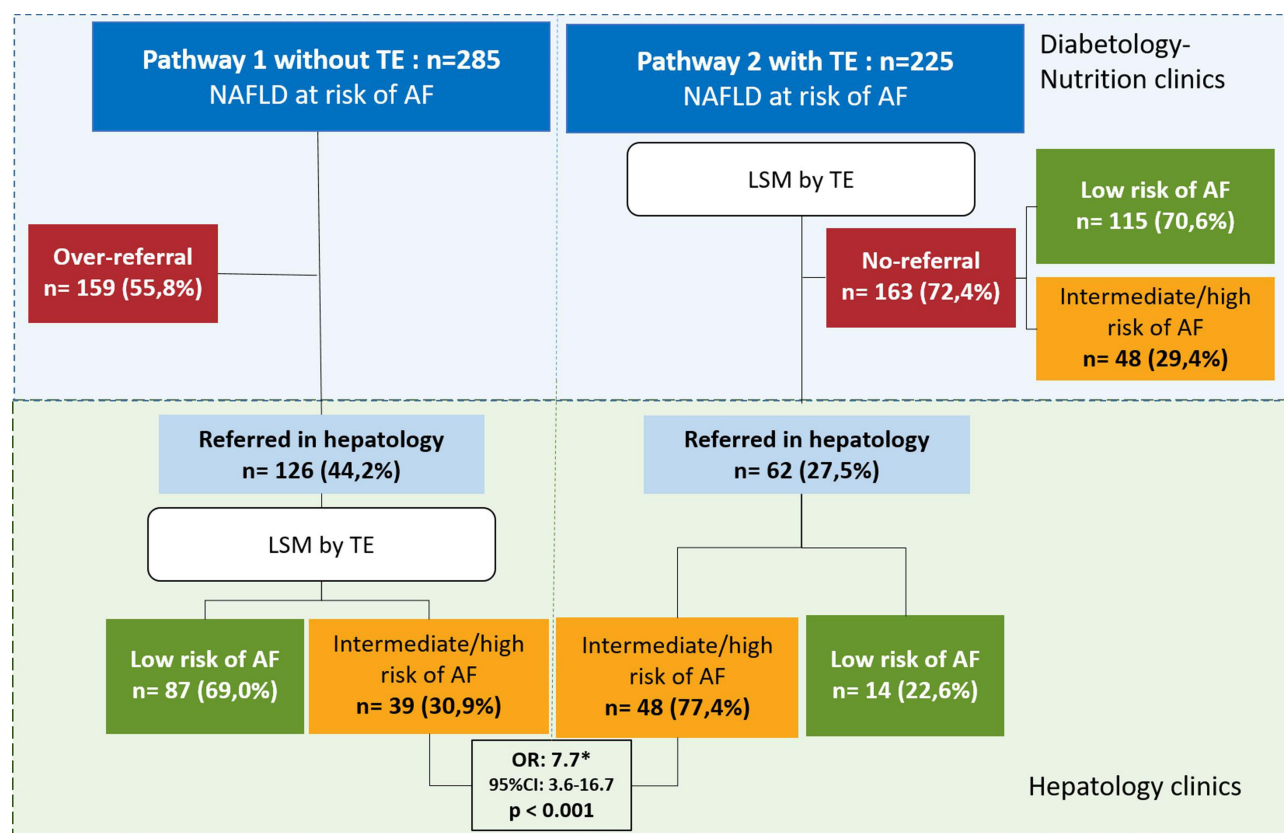 Pathway 1 without TE : n=285
NAFLD at risk of AF
Pathway 2 with TE : n=225
NAFLD at risk of AF
Diabetology-
Nutrition clinics
LSM by TE
Low risk of AF
n= 115 (70,6%)
Over-referral
n= 159 (55,8%)
No-referral
n= 163 (72,4%)
Intermediate/high
risk of AF
n= 48 (29,4%)
Referred in hepatology
n= 126 (44,2%)
Referred in hepatology
n= 62 (27,5%)
LSM by TE
Low risk of AF
n= 87 (69,0%)
Intermediate/high
risk of AF
n= 39 (30,9%)
Intermediate/high
risk of AF
n= 48 (77,4%)
Low risk of AF
n= 14 (22,6%)
OR: 7.7*
95%CI: 3.6-16.7
p < 0.001
Hepatology clinics